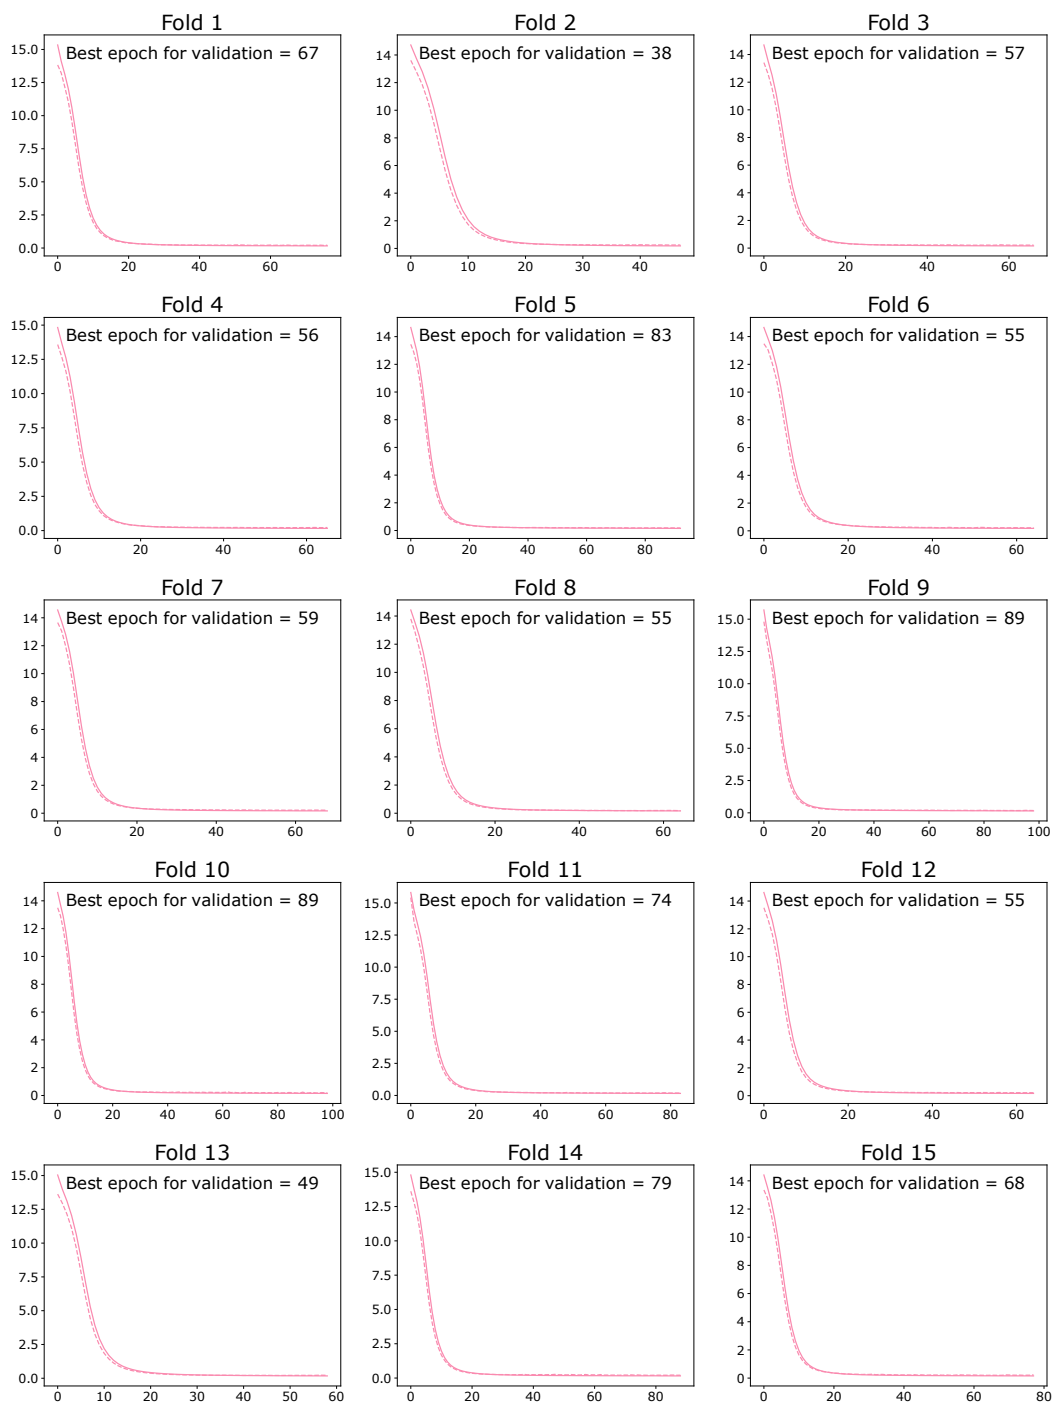 Fold 1 Fold 2 Fold 3
Best epoch for validation = 67 Best epoch for validation = 38 Best epoch for validation = 57
15.0 14 14
12.5 12 12
10.0 10 10
7.5 8 8
5.0 6 6
2.5 4 4
0.0 2 2
0 0
0 20 40 60 0 10 20 30 40 0 20 40 60
Fold 4 Fold 5 Fold 6
Best epoch for validation = 56 Best epoch for validation = 83 Best epoch for validation = 55
15.0 14 14
12.5 12 12
10.0 10 10
7.5 8 8
5.0 6 6
2.5 4 4
0.0 2 2
0 0
0 20 40 60 0 20 40 60 80 0 20 40 60
Fold 7 Fold 8 Fold 9
Best epoch for validation = 59 Best epoch for validation = 55 Best epoch for validation = 89
14 14 15.0
12 12 12.5
10 10 10.0
8 8 7.5
6 6 5.0
4 4 2.5
2 2 0.0
0 0
0 20 40 60 0 20 40 60 0 20 40 60 80 100
Fold 10 Fold 11 Fold 12
Best epoch for validation = 89 Best epoch for validation = 74 Best epoch for validation = 55
14 15.0 14
12 12.5 12
10 10.0 10
8 7.5 8
6 5.0 6
4 2.5 4
2 0.0 2
0 0
0 20 40 60 80 100 0 20 40 60 80 0 20 40 60
Fold 13 Fold 14 Fold 15
Best epoch for validation = 49 Best epoch for validation = 79 Best epoch for validation = 68
15.0 15.0 14
12.5 12.5 12
10.0 10.0 10
7.5 7.5 8
5.0 5.0 6
2.5 2.5 4
0.0 0.0 2
0
0 10 20 30 40 50 60 0 20 40 60 80 0 20 40 60 80